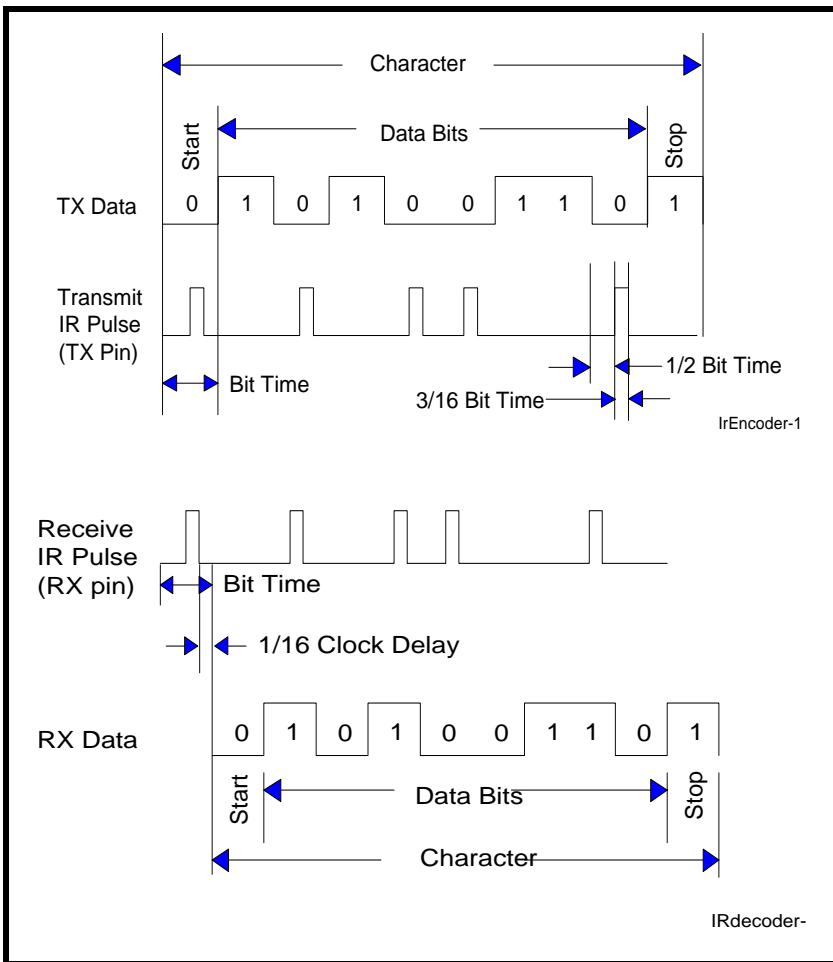 Character
Data Bits
Start
Stop
TX Data
0 1 0 1 0 0 1 1 0 1
Transmit
IR Pulse
(TX Pin)
Bit Time
1/2 Bit Time
3/16 Bit Time
IrEncoder-1
Receive
IR Pulse
(RX pin)
Bit Time
1/16 Clock Delay
RX Data
0 1 0 1 0 0 1 1 0 1
Start
Data Bits
Stop
Character
IRdecoder-